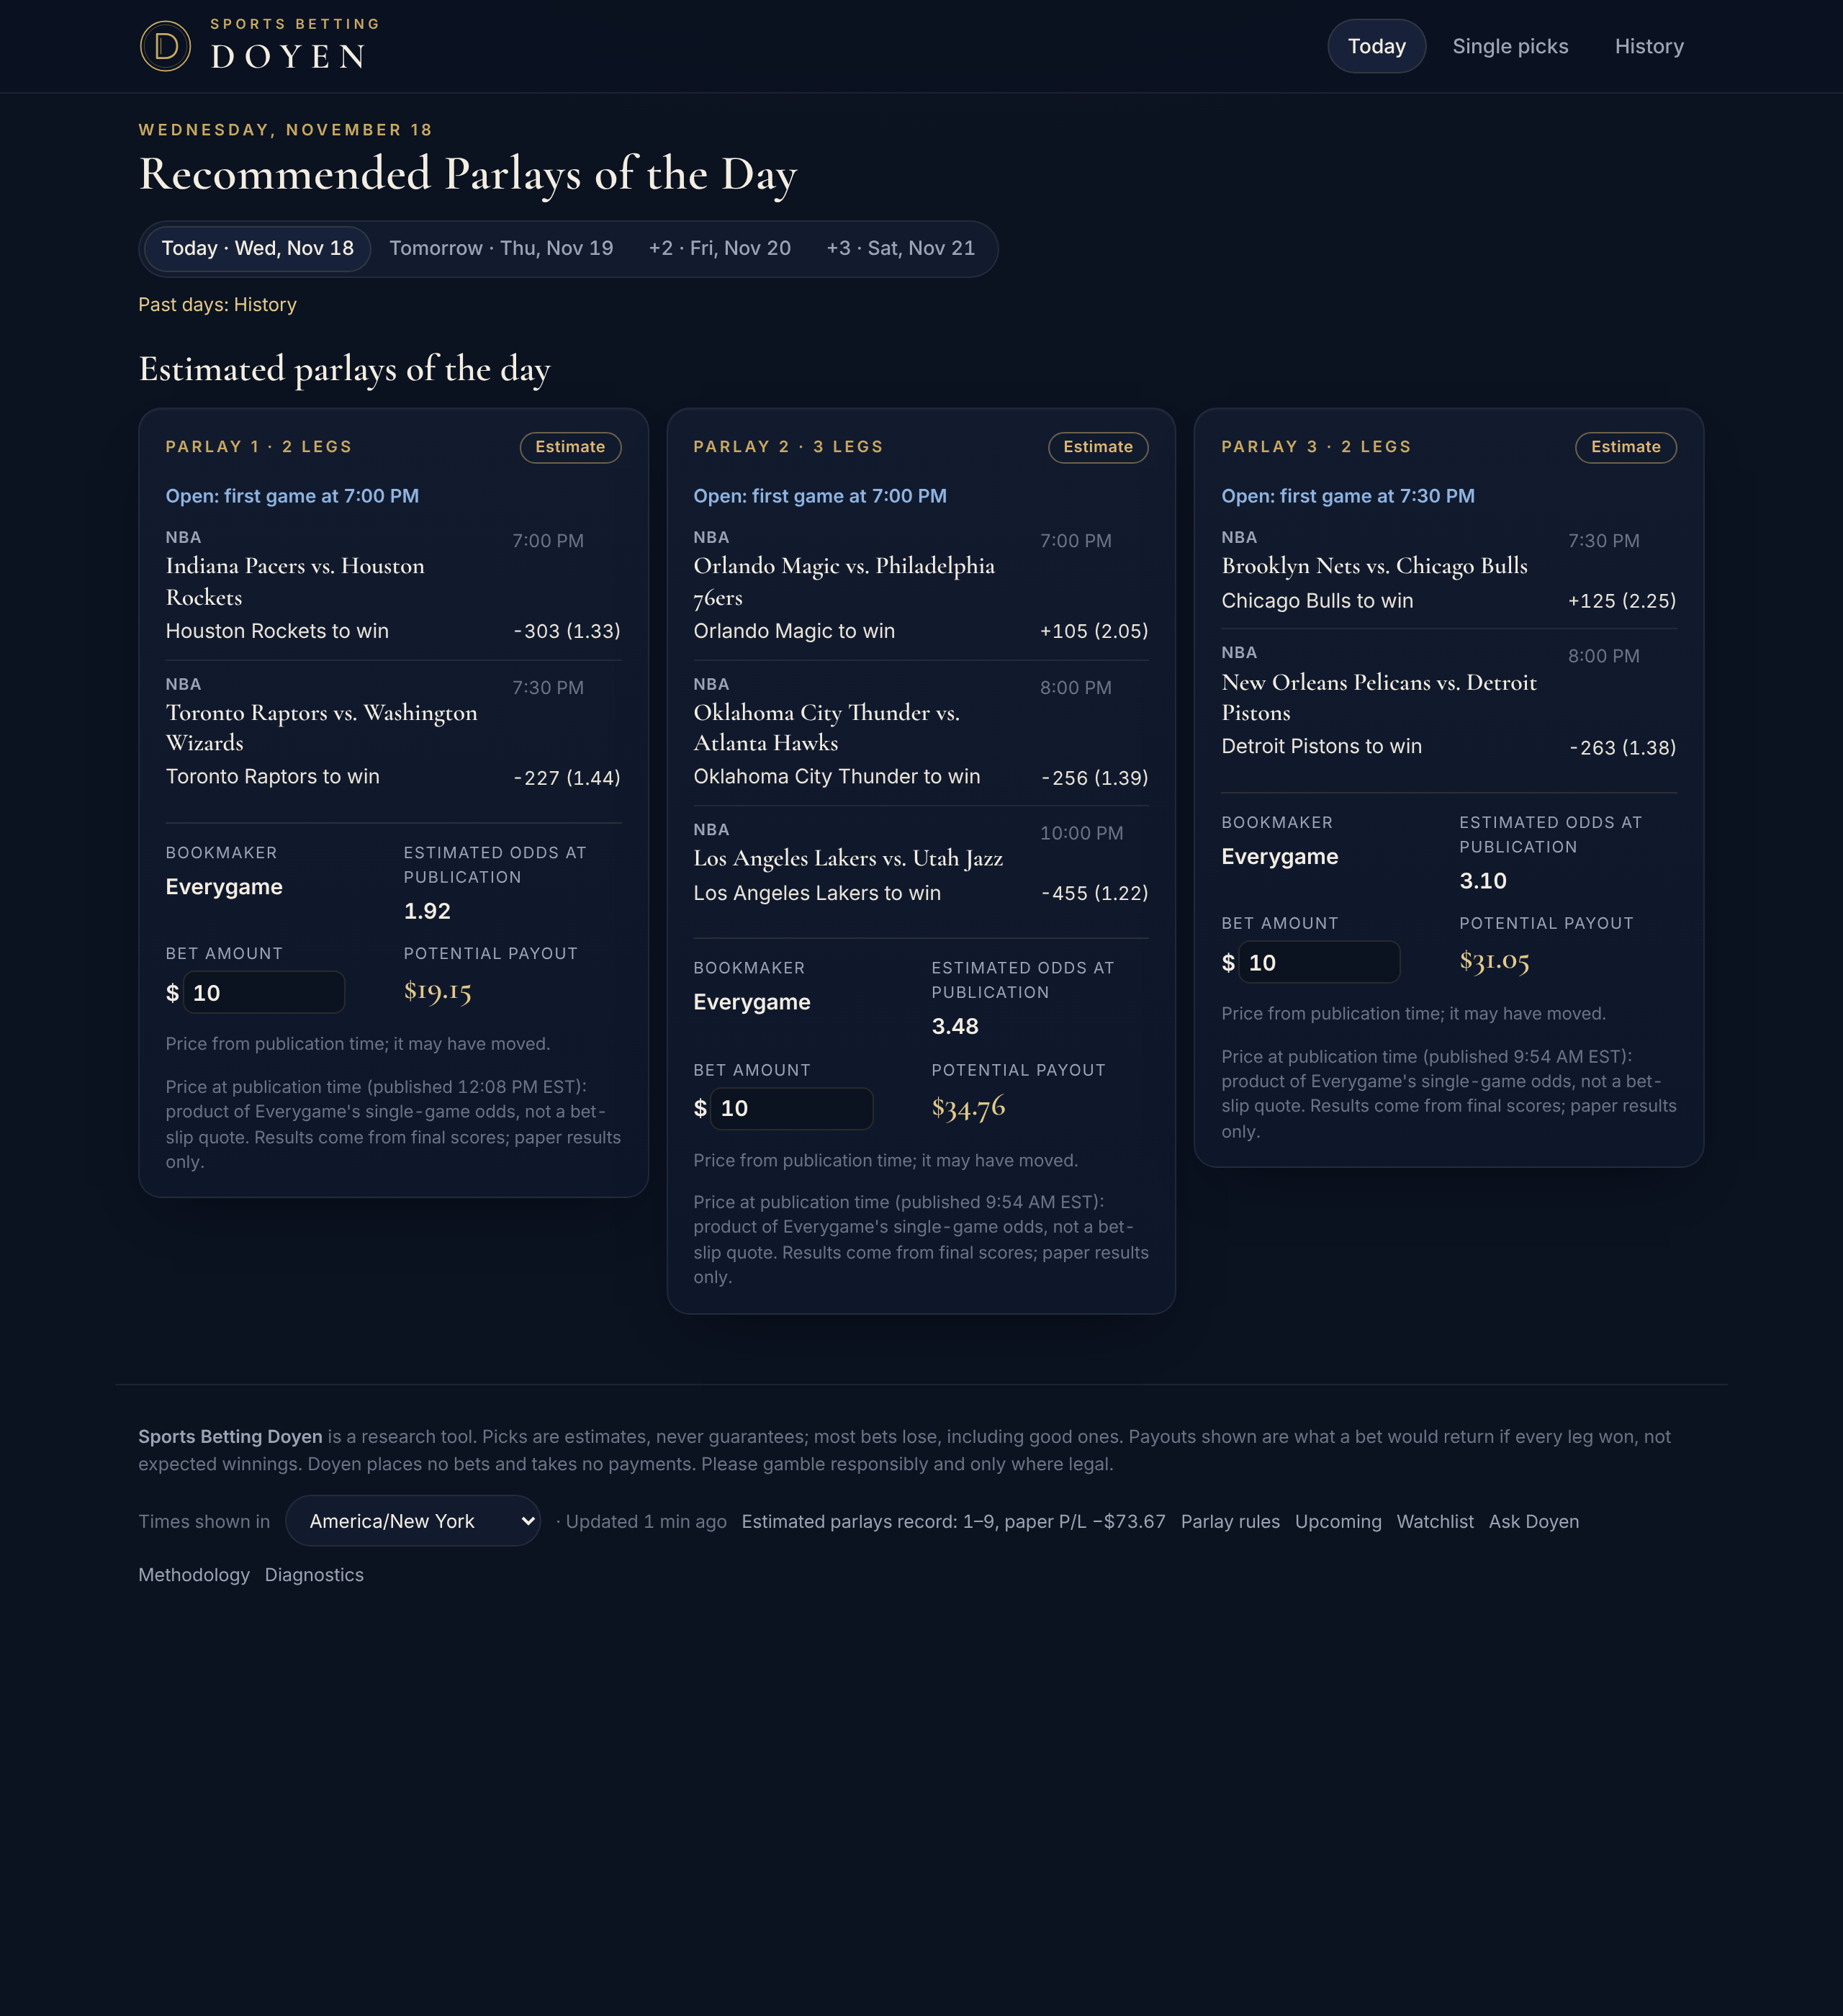 SPORTS BETTING
DOYEN
Today
Single picks
History
WEDNESDAY, NOVEMBER 18
Recommended Parlays of the Day
Today · Wed, Nov 18
Tomorrow · Thu, Nov 19
+2 · Fri, Nov 20
+3 · Sat, Nov 21
Past days: History
Estimated parlays of the day
PARLAY 1 · 2 LEGS
Estimate
Open: first game at 7:00 PM
NBA
7:00 PM
Indiana Pacers vs. Houston
Rockets
Houston Rockets to win
-303 (1.33)
NBA
7:30 PM
Toronto Raptors vs. Washington
Wizards
Toronto Raptors to win
-227 (1.44)
BOOKMAKER
Everygame
ESTIMATED ODDS AT
PUBLICATION
1.92
BET AMOUNT
$ 10
POTENTIAL PAYOUT
$19.15
Price from publication time; it may have moved.
Price at publication time (published 12:08 PM EST):
product of Everygame's single-game odds, not a bet-
slip quote. Results come from final scores; paper results
only.
PARLAY 2 · 3 LEGS
Estimate
Open: first game at 7:00 PM
NBA
7:00 PM
Orlando Magic vs. Philadelphia
76ers
Orlando Magic to win
+105 (2.05)
NBA
8:00 PM
Oklahoma City Thunder vs.
Atlanta Hawks
Oklahoma City Thunder to win
-256 (1.39)
NBA
10:00 PM
Los Angeles Lakers vs. Utah Jazz
Los Angeles Lakers to win
-455 (1.22)
BOOKMAKER
Everygame
ESTIMATED ODDS AT
PUBLICATION
3.48
BET AMOUNT
$ 10
POTENTIAL PAYOUT
$34.76
Price from publication time; it may have moved.
Price at publication time (published 9:54 AM EST):
product of Everygame's single-game odds, not a bet-
slip quote. Results come from final scores; paper results
only.
PARLAY 3 · 2 LEGS
Estimate
Open: first game at 7:30 PM
NBA
7:30 PM
Brooklyn Nets vs. Chicago Bulls
Chicago Bulls to win
+125 (2.25)
NBA
8:00 PM
New Orleans Pelicans vs. Detroit
Pistons
Detroit Pistons to win
-263 (1.38)
BOOKMAKER
Everygame
ESTIMATED ODDS AT
PUBLICATION
3.10
BET AMOUNT
$ 10
POTENTIAL PAYOUT
$31.05
Price from publication time; it may have moved.
Price at publication time (published 9:54 AM EST):
product of Everygame's single-game odds, not a bet-
slip quote. Results come from final scores; paper results
only.
Sports Betting Doyen is a research tool. Picks are estimates, never guarantees; most bets lose, including good ones. Payouts shown are what a bet would return if every leg won, not
expected winnings. Doyen places no bets and takes no payments. Please gamble responsibly and only where legal.
Times shown in America/New York · Updated 1 min ago Estimated parlays record: 1–9, paper P/L −$73.67 Parlay rules Upcoming Watchlist Ask Doyen
Methodology Diagnostics